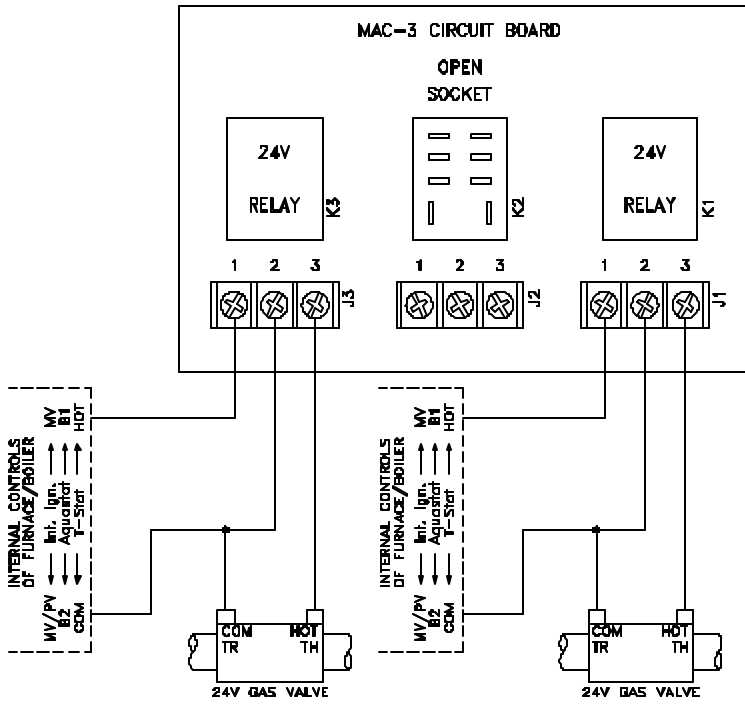 MAC-3 CIRCUIT BOARD
OPEN
SOCKET
24V
RELAY
K3
K2
24V
RELAY
K1
1 2 3
J3
1 2 3
J2
1 2 3
J1
INTERNAL CONTROLS
OF FURNACE/BOILER
MV/PV Int. Ign. MV
B2 Aquastat B1
COM T-Stat HOT
INTERNAL CONTROLS
OF FURNACE/BOILER
MV/PV Int. Ign. MV
B2 Aquastat B1
COM T-Stat HOT
COM HOT
TR TH
24V GAS VALVE
COM HOT
TR TH
24V GAS VALVE